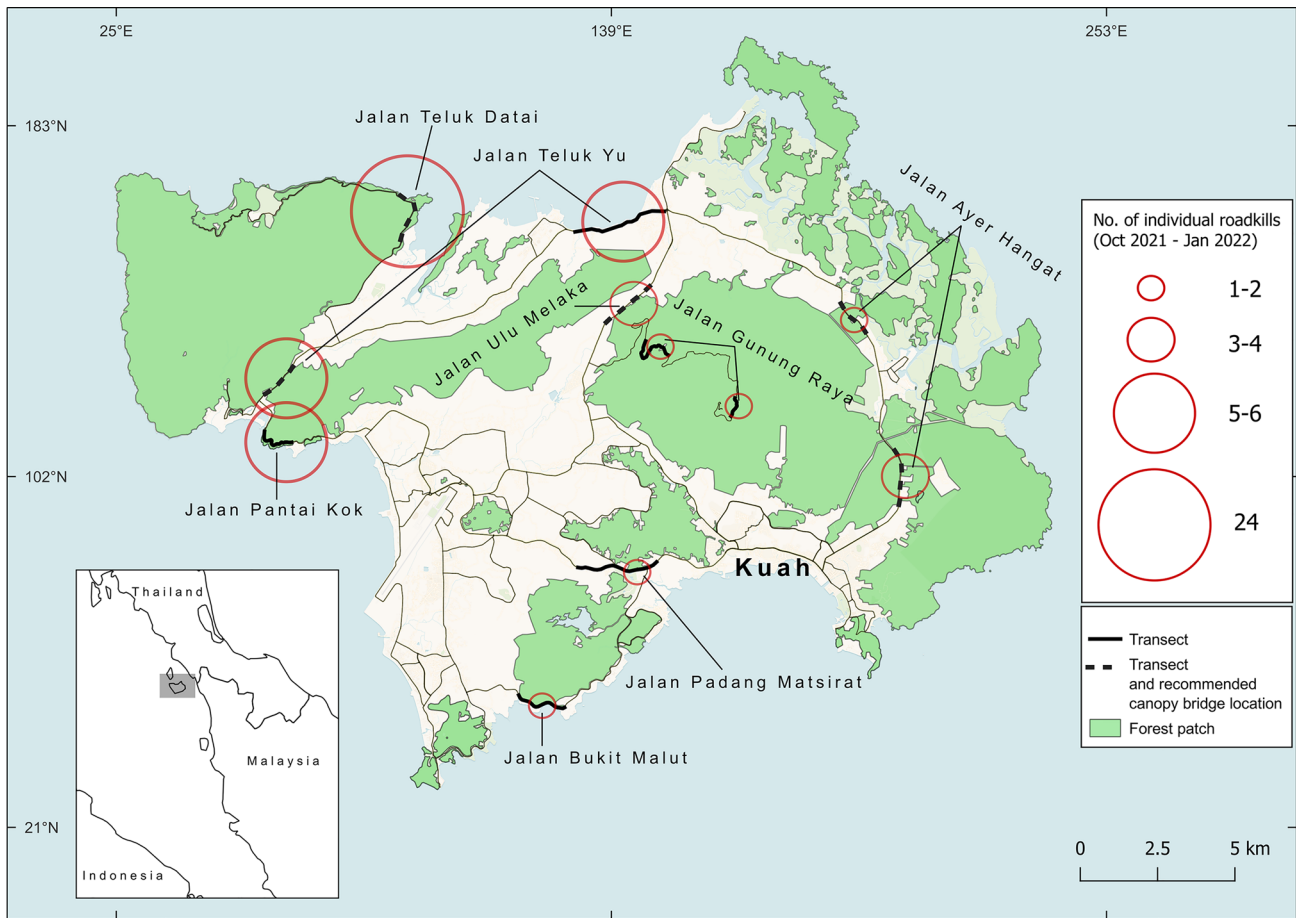 25°E
139°E
253°E
183°N
102°N
21°N
Jalan Teluk Datai
Jalan Teluk Yu
Jalan Ayer Hangat
Jalan Ulu Melaka
Jalan Gunung Raya
Jalan Pantai Kok
Kuah
Jalan Padang Matsirat
Jalan Bukit Malut
Thailand
Malaysia
Indonesia
No. of individual roadkills
(Oct 2021 - Jan 2022)
1-2
3-4
5-6
24
Transect
Transect
and recommended
canopy bridge location
Forest patch
0 2.5 5 km